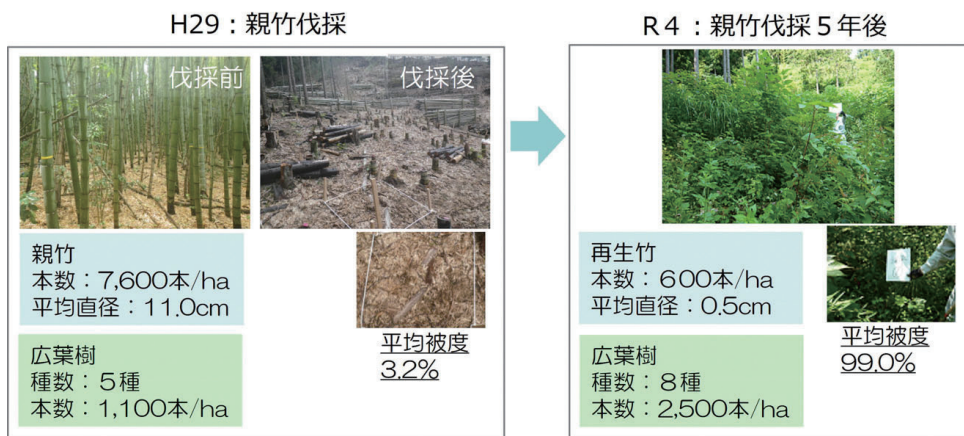 H29：親竹伐採
伐採前
伐採後
親竹
本数：7,600本/ha
平均直径：11.0cm
平均被度
3.2%
広葉樹
種数：５種
本数：1,100本/ha
R４：親竹伐採５年後
再生竹
本数：600本/ha
平均直径：0.5cm
平均被度
99.0%
広葉樹
種数：8種
本数：2,500本/ha